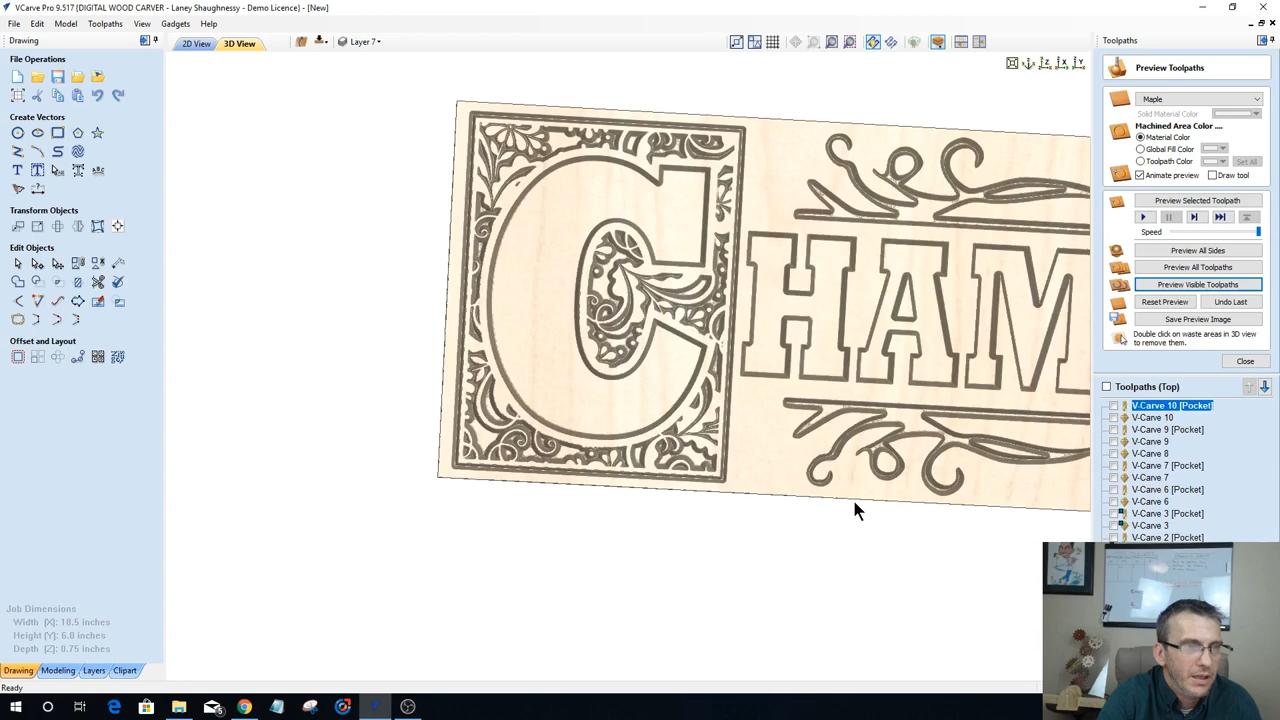 VCarve Pro 9.517 {DIGITAL WOOD CARVER - Laney Shaughnessy - Demo Licence} - [New]
File Edit Model Toolpaths View Gadgets Help
Drawing
2D View 3D View Layer 7
Toolpaths
File Operations
Create Vectors
Transform Objects
Edit Objects
Offset and Layout
Job Dimensions
Width (X): 18.5 inches
Height (Y): 6.0 inches
Depth (Z): 0.75 inches
Drawing Modeling Layers Clipart
Ready
CHAM
Preview Toolpaths
Maple
Solid Material Color
Machined Area Color ....
Material Color
Global Fill Color
Toolpath Color Set All
Animate preview Draw tool
Preview Selected Toolpath
Speed
Preview All Sides
Preview All Toolpaths
Preview Visible Toolpaths
Reset Preview Undo Last
Save Preview Image
Double click on waste areas in 3D view
to remove them.
Close
Toolpaths (Top)
V-Carve 10 [Pocket]
V-Carve 10
V-Carve 9 [Pocket]
V-Carve 9
V-Carve 8
V-Carve 7 [Pocket]
V-Carve 7
V-Carve 6 [Pocket]
V-Carve 6
V-Carve 3 [Pocket]
V-Carve 3
V-Carve 2 [Pocket]